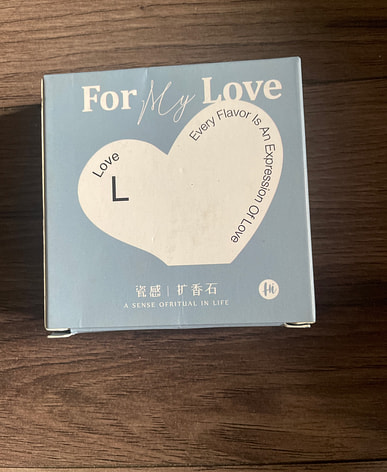 For My Love
Love
L
Every Flavor Is An Expression Of Love
瓷感 | 扩香石
A SENSE OFRITUAL IN LIFE
Hi